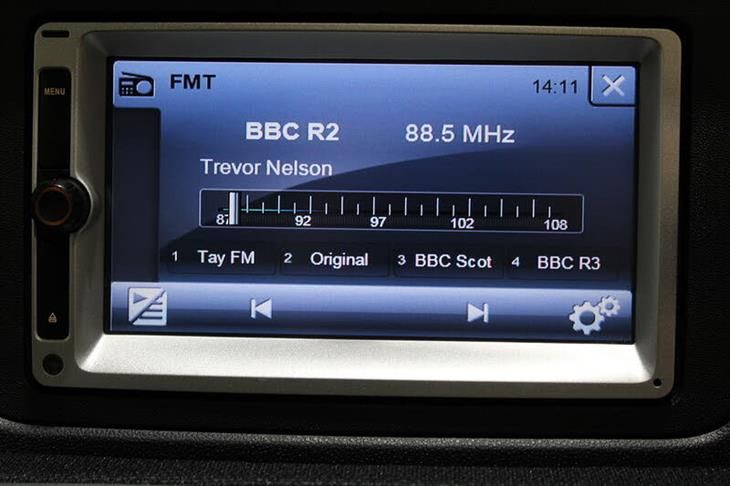 MENU
FMT 14:11
BBC R2 88.5 MHz
Trevor Nelson
87 92 97 102 108
1 Tay FM 2 Original 3 BBC Scot 4 BBC R3